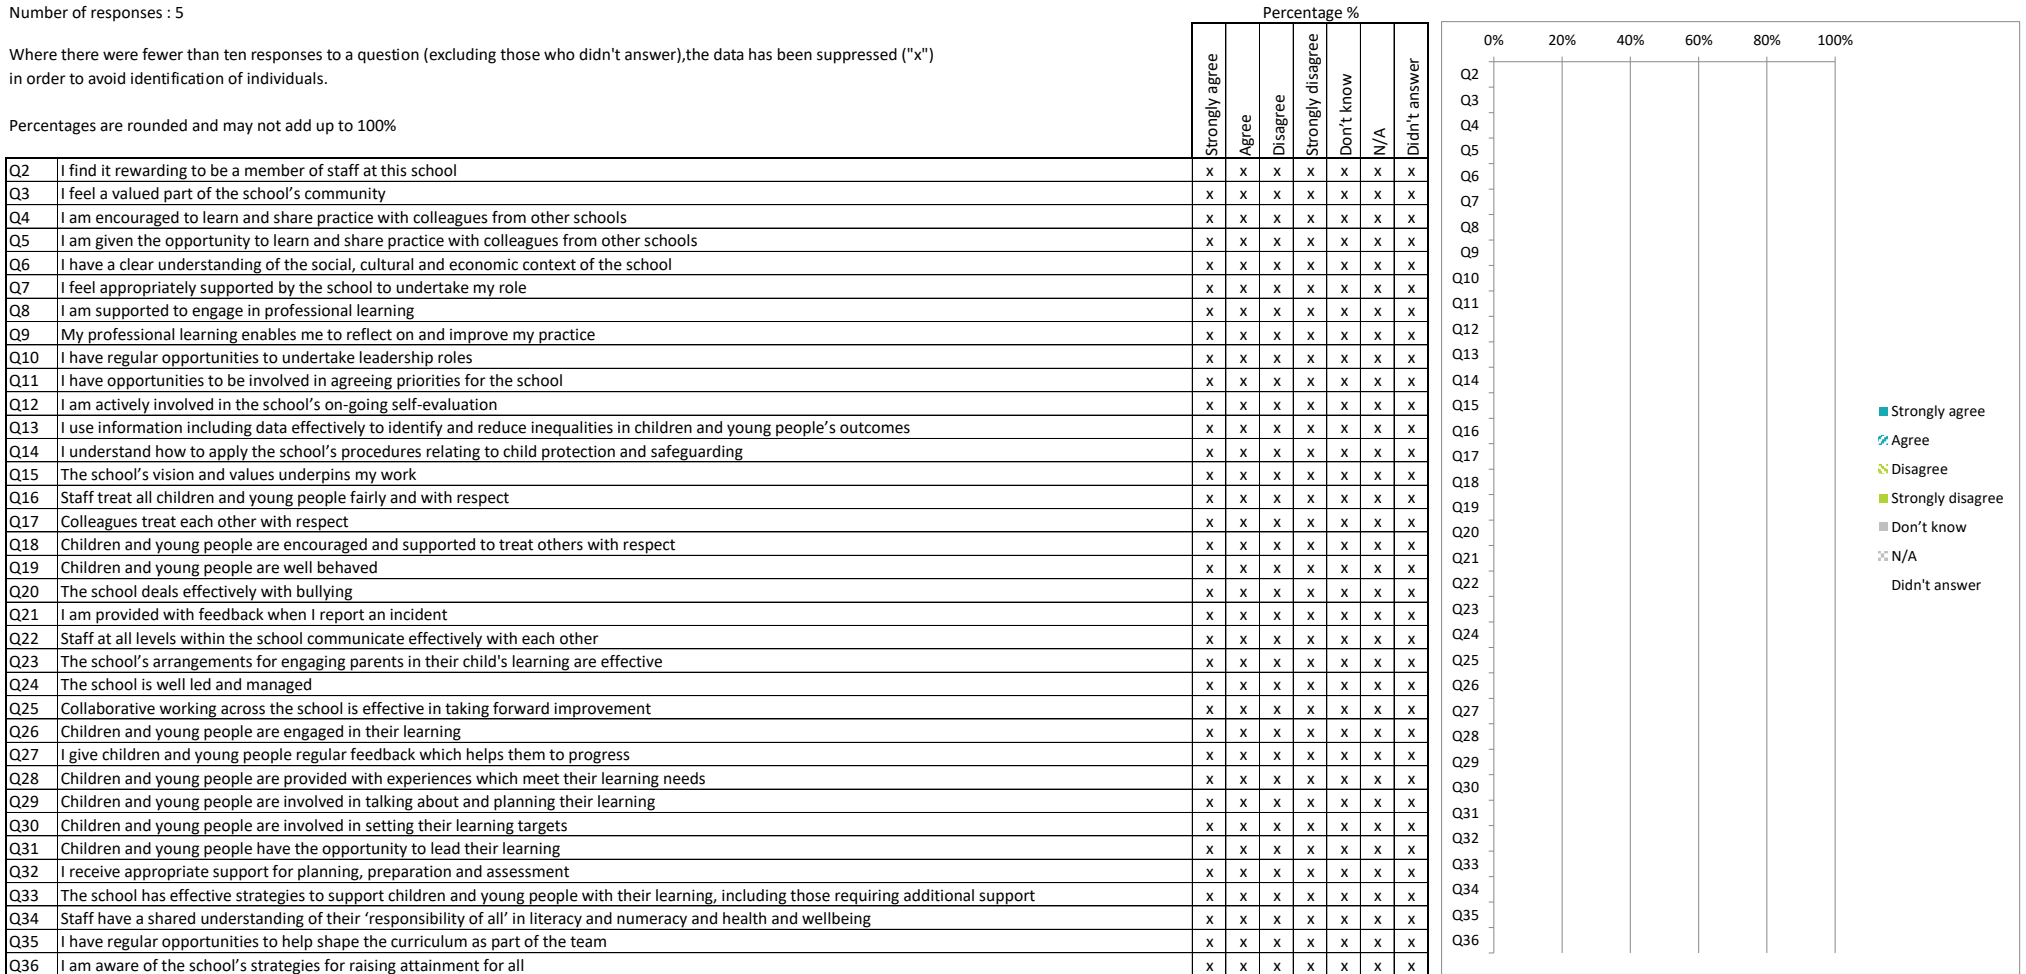 Number of responses : 5
Percentage %
Where there were fewer than ten responses to a question (excluding those who didn't answer),the data has been suppressed ("x")
in order to avoid identification of individuals.
Percentages are rounded and may not add up to 100%
Strongly agree
Agree
Disagree
Strongly disagree
Don't know
N/A
Didn't answer
Q2 I find it rewarding to be a member of staff at this school x x x x x x x
Q3 I feel a valued part of the school's community x x x x x x x
Q4 I am encouraged to learn and share practice with colleagues from other schools x x x x x x x
Q5 I am given the opportunity to learn and share practice with colleagues from other schools x x x x x x x
Q6 I have a clear understanding of the social, cultural and economic context of the school x x x x x x x
Q7 I feel appropriately supported by the school to undertake my role x x x x x x x
Q8 I am supported to engage in professional learning x x x x x x x
Q9 My professional learning enables me to reflect on and improve my practice x x x x x x x
Q10 I have regular opportunities to undertake leadership roles x x x x x x x
Q11 I have opportunities to be involved in agreeing priorities for the school x x x x x x x
Q12 I am actively involved in the school's on-going self-evaluation x x x x x x x
Q13 I use information including data effectively to identify and reduce inequalities in children and young people's outcomes x x x x x x x
Q14 I understand how to apply the school's procedures relating to child protection and safeguarding x x x x x x x
Q15 The school's vision and values underpins my work x x x x x x x
Q16 Staff treat all children and young people fairly and with respect x x x x x x x
Q17 Colleagues treat each other with respect x x x x x x x
Q18 Children and young people are encouraged and supported to treat others with respect x x x x x x x
Q19 Children and young people are well behaved x x x x x x x
Q20 The school deals effectively with bullying x x x x x x x
Q21 I am provided with feedback when I report an incident x x x x x x x
Q22 Staff at all levels within the school communicate effectively with each other x x x x x x x
Q23 The school's arrangements for engaging parents in their child's learning are effective x x x x x x x
Q24 The school is well led and managed x x x x x x x
Q25 Collaborative working across the school is effective in taking forward improvement x x x x x x x
Q26 Children and young people are engaged in their learning x x x x x x x
Q27 I give children and young people regular feedback which helps them to progress x x x x x x x
Q28 Children and young people are provided with experiences which meet their learning needs x x x x x x x
Q29 Children and young people are involved in talking about and planning their learning x x x x x x x
Q30 Children and young people are involved in setting their learning targets x x x x x x x
Q31 Children and young people have the opportunity to lead their learning x x x x x x x
Q32 I receive appropriate support for planning, preparation and assessment x x x x x x x
Q33 The school has effective strategies to support children and young people with their learning, including those requiring additional support x x x x x x x
Q34 Staff have a shared understanding of their 'responsibility of all' in literacy and numeracy and health and wellbeing x x x x x x x
Q35 I have regular opportunities to help shape the curriculum as part of the team x x x x x x x
Q36 I am aware of the school's strategies for raising attainment for all x x x x x x x
0% 20% 40% 60% 80% 100%
Q2
Q3
Q4
Q5
Q6
Q7
Q8
Q9
Q10
Q11
Q12
Q13
Q14
Q15
Q16
Q17
Q18
Q19
Q20
Q21
Q22
Q23
Q24
Q25
Q26
Q27
Q28
Q29
Q30
Q31
Q32
Q33
Q34
Q35
Q36
Strongly agree
Agree
Disagree
Strongly disagree
Don't know
N/A
Didn't answer